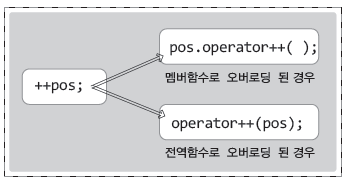 ++pos;
pos.operator++( );
멤버함수로 오버로딩 된 경우
operator++(pos);
전역함수로 오버로딩 된 경우